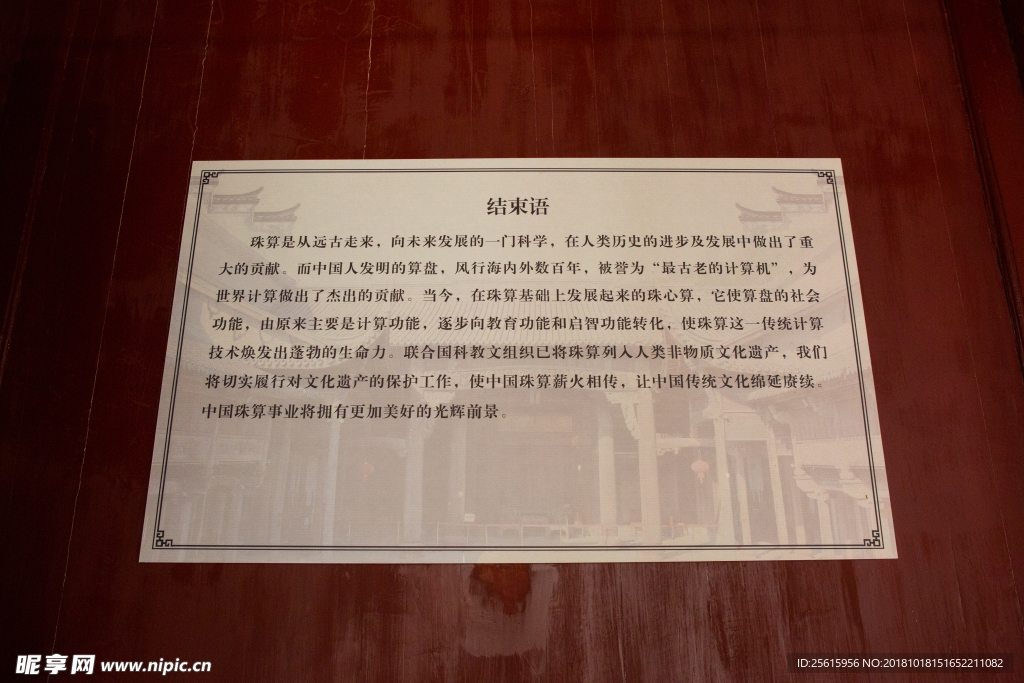 结束语
珠算是从远古走来，向未来发展的一门科学，在人类历史的进步及发展中做出了重
大的贡献。而中国人发明的算盘，风行海内外数百年，被誉为“最古老的计算机”，为
世界计算做出了杰出的贡献。当今，在珠算基础上发展起来的珠心算，它使算盘的社会
功能，由原来主要是计算功能，逐步向教育功能和启智功能转化，使珠算这一传统计算
技术焕发出蓬勃的生命力。联合国科教文组织已将珠算列入人类非物质文化遗产，我们
将切实履行对文化遗产的保护工作，使中国珠算薪火相传，让中国传统文化绵延赓续。
中国珠算事业将拥有更加美好的光辉前景。
昵享网 www.nipic.cn
ID:25615956 NO:20181018151652211082